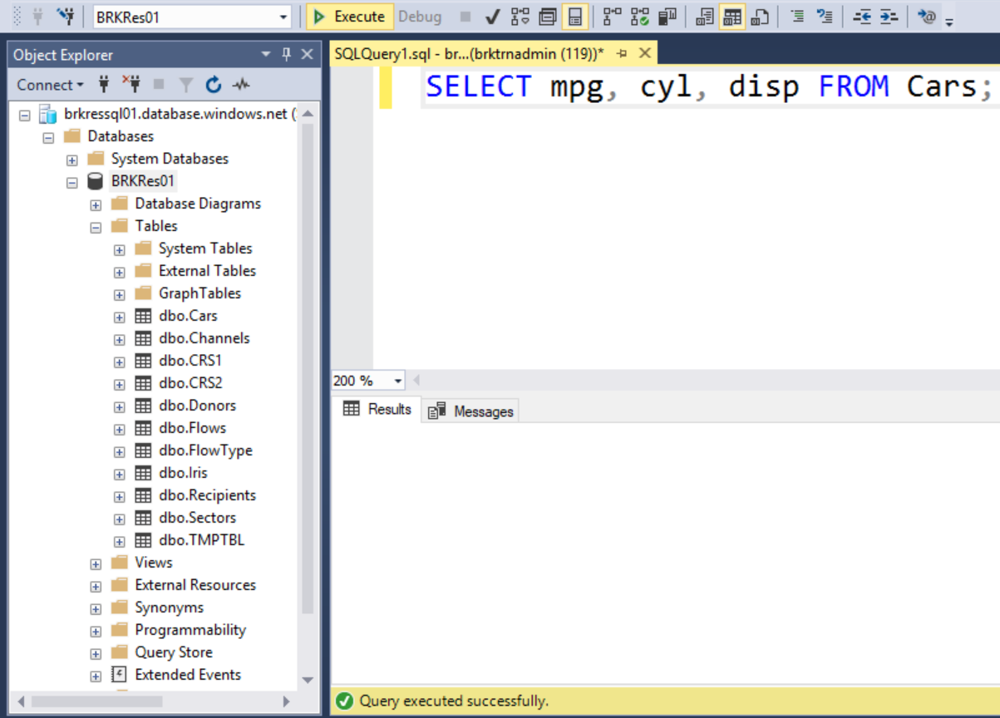 BRKRes01 Execute Debug
Object Explorer
Connect
brkressql01.database.windows.net (
Databases
System Databases
BRKRes01
Database Diagrams
Tables
System Tables
External Tables
GraphTables
dbo.Cars
dbo.Channels
dbo.CRS1
dbo.CRS2
dbo.Donors
dbo.Flows
dbo.FlowType
dbo.Iris
dbo.Recipients
dbo.Sectors
dbo.TMPTBL
Views
External Resources
Synonyms
Programmability
Query Store
Extended Events
SQLQuery1.sql - br...(brktrnadmin (119))*
SELECT mpg, cyl, disp FROM Cars;
200 %
Results Messages
Query executed successfully.